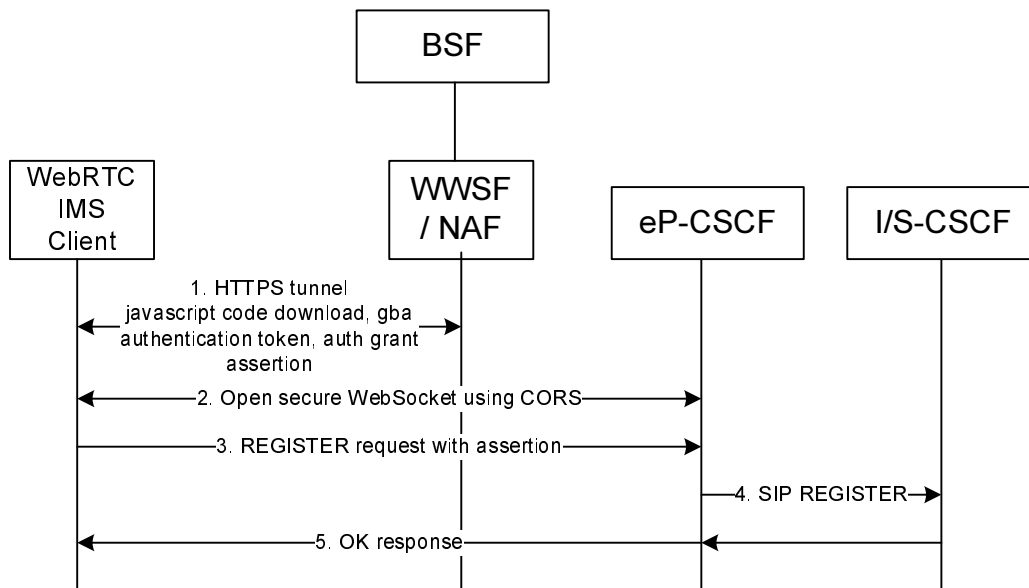 BSF
WebRTC
IMS
Client
WWSF
/ NAF
eP-CSCF
I/S-CSCF
1. HTTPS tunnel
javascript code download, gba
authentication token, auth grant
assertion
2. Open secure WebSocket using CORS
3. REGISTER request with assertion
4. SIP REGISTER
5. OK response